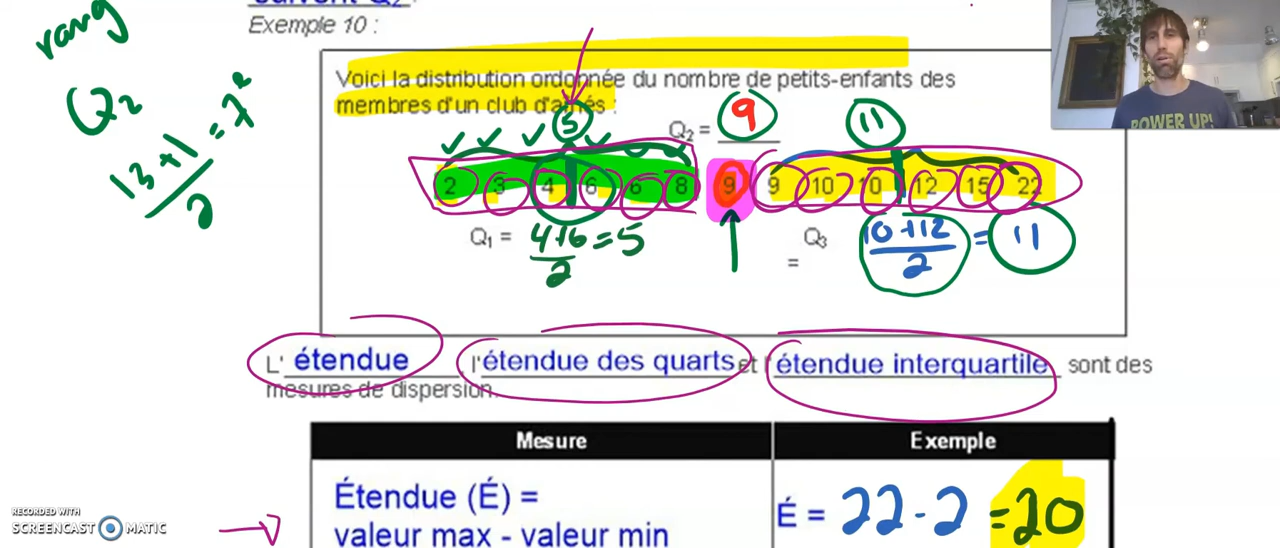 suivent Q2
rang
Q2
13+1
2
=7e
Exemple 10 :
Voici la distribution ordonnée du nombre de petits-enfants des
membres d'un club d'aînés :
5
Q2 = 9
11
2 3 4 6 6 8 9 9 10 10 12 15 22
Q1 = 4+6
2
=5
Q3
=
10+12
2
= 11
L' étendue , l'étendue des quarts et l'étendue interquartile sont des
mesures de dispersion.
Mesure Exemple
Étendue (É) =
valeur max - valeur min
É = 22-2 =20
POWER UP!
RECORDED WITH
SCREENCAST MATIC